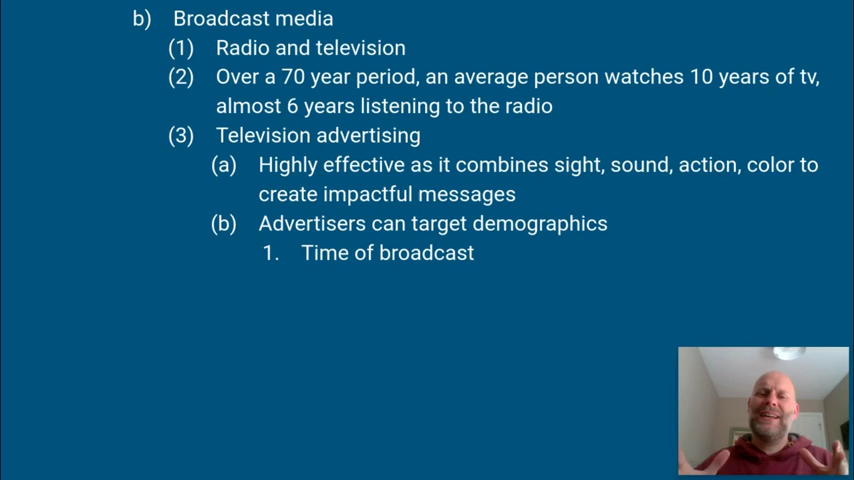 b) Broadcast media
(1) Radio and television
(2) Over a 70 year period, an average person watches 10 years of tv,
almost 6 years listening to the radio
(3) Television advertising
(a) Highly effective as it combines sight, sound, action, color to
create impactful messages
(b) Advertisers can target demographics
1. Time of broadcast